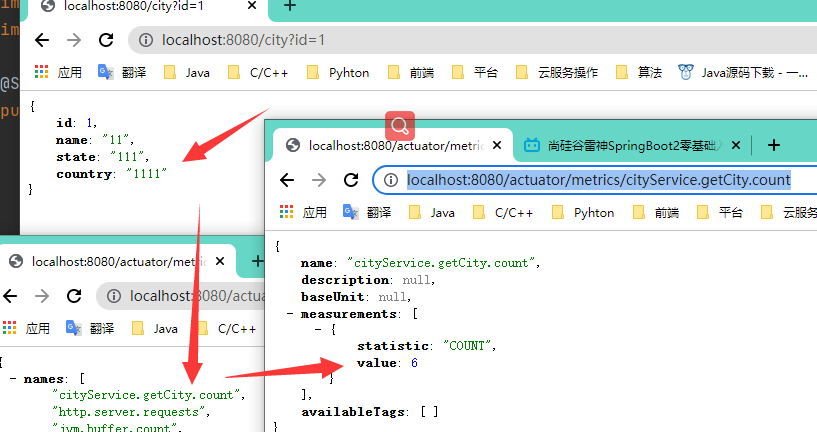 im
localhost:8080/city?id=1
im
localhost:8080/city?id=1
应用 翻译 Java C/C++ Pyhton 前端 平台 云服务操作 算法 Java源码下载 - 一...
@S
pu
{
id: 1,
name: "11",
state: "111",
country: "1111"
}
localhost:8080/actuator/metric
尚硅谷雷神SpringBoot2零基础入
localhost:8080/actuator/metrics/cityService.getCity.count
应用 翻译 Java C/C++ Pyhton 前端 平台 云服务
{
name: "cityService.getCity.count",
description: null,
baseUnit: null,
- measurements: [
- {
statistic: "COUNT",
value: 6
}
],
availableTags: [ ]
}
localhost:8080/actuator/metric
localhost:8080/actua
应用 翻译 Java C/C++
{
- names: [
"cityService.getCity.count",
"http.server.requests",
"jvm.buffer.count",